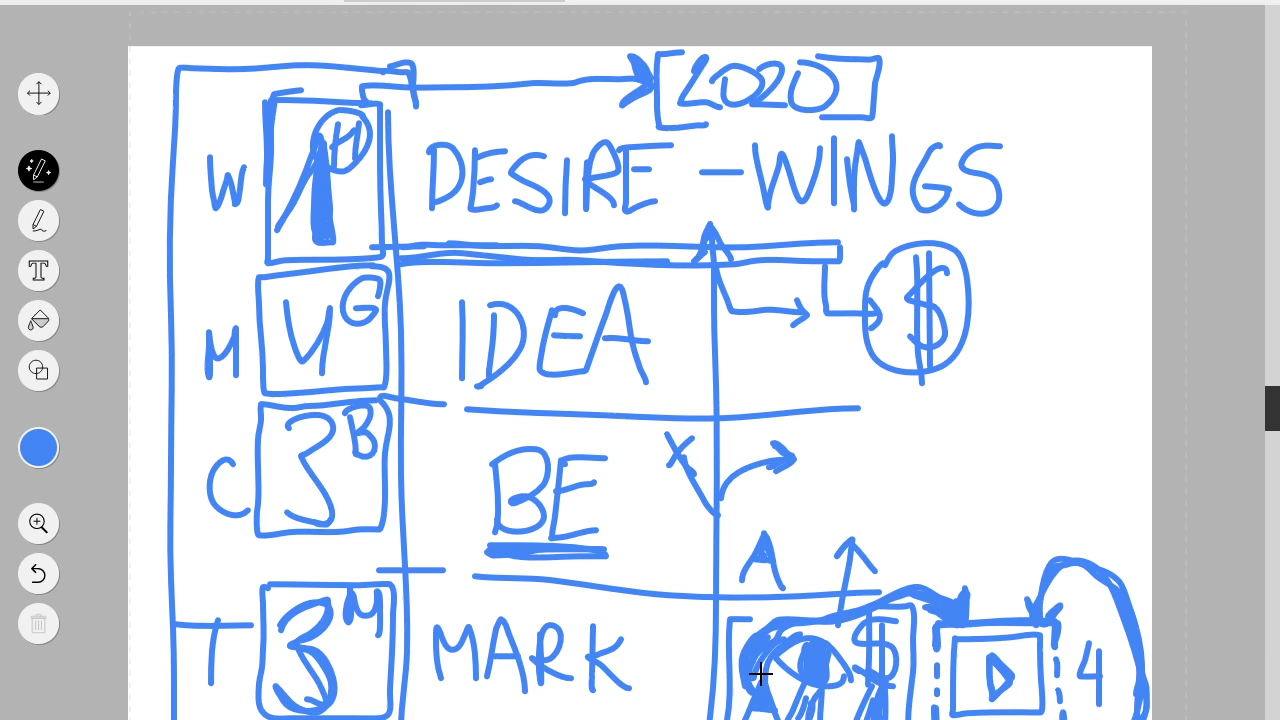 [2020]
W 1 H DESIRE - WINGS
M 4 G IDEA $
C 3 B BE
X
A
T 3 M MARK $ 4
A